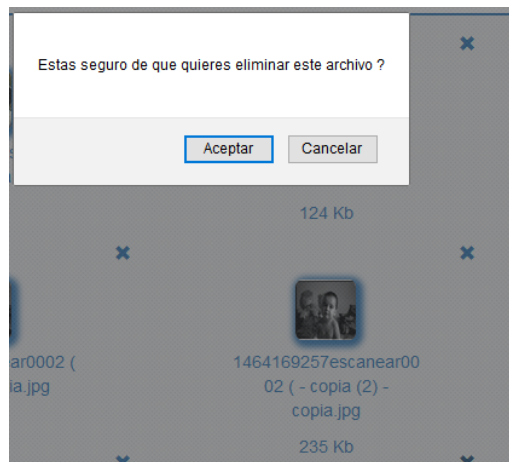 Estas seguro de que quieres eliminar este archivo ?
Aceptar
Cancelar
124 Kb
ar0002 (
ia.jpg
1464169257escanear00
02 ( - copia (2) -
copia.jpg
235 Kb